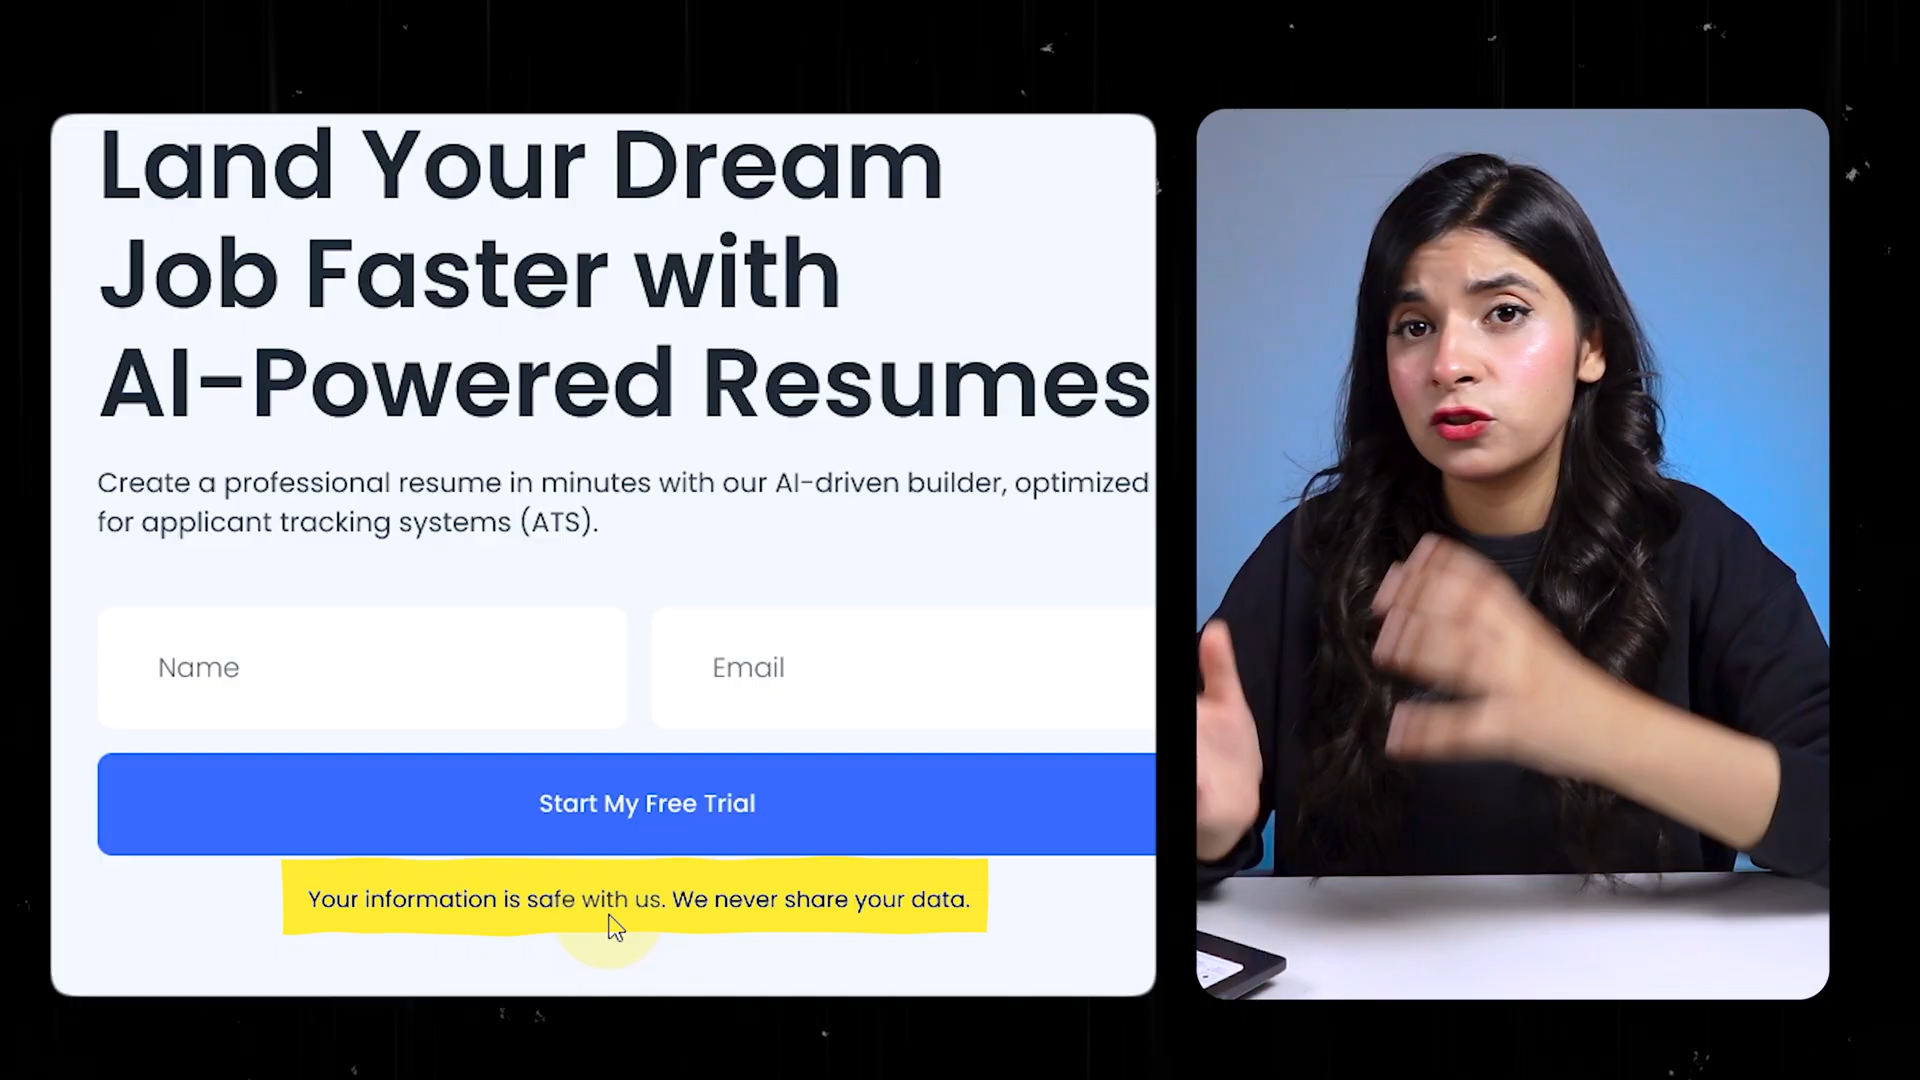 Land Your Dream
Job Faster with
AI-Powered Resumes
Create a professional resume in minutes with our AI-driven builder, optimized
for applicant tracking systems (ATS).
Name
Email
Start My Free Trial
Your information is safe with us. We never share your data.